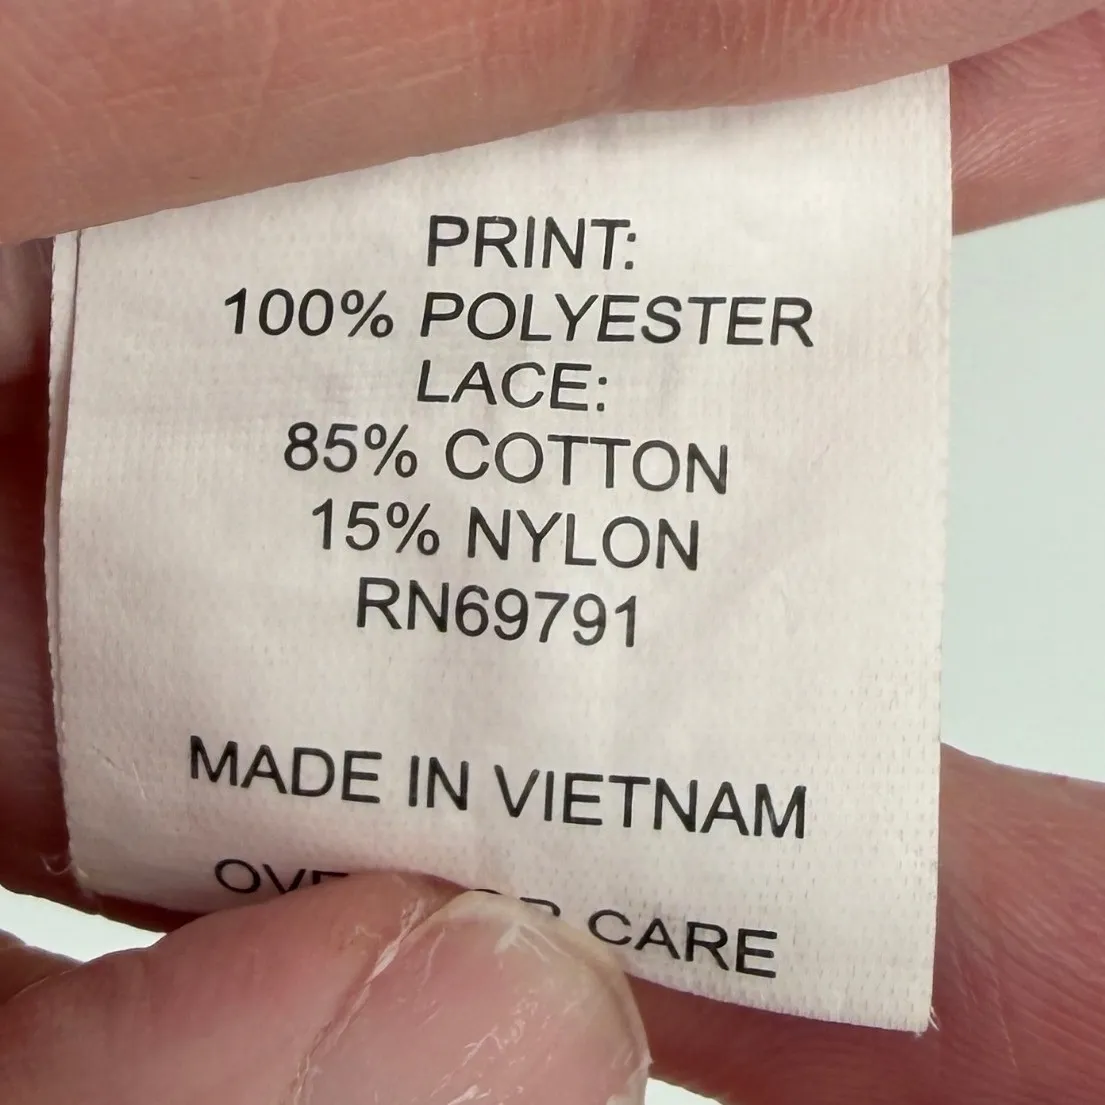 PRINT:
100% POLYESTER
LACE:
85% COTTON
15% NYLON
RN69791
MADE IN VIETNAM
CARE